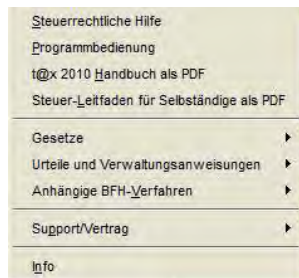 Steuerrechtliche Hilfe
Programmbedienung
t@x 2010 Handbuch als PDF
Steuer-Leitfaden für Selbständige als PDF
Gesetze
Urteile und Verwaltungsanweisungen
Anhängige BFH-Verfahren
Support/Vertrag
Info